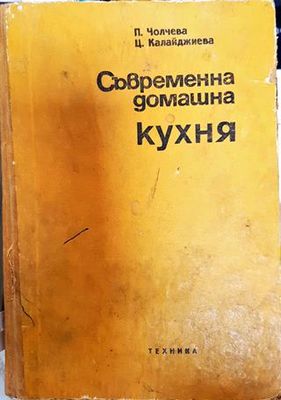 П. Чолчева
Ц. Калайджиева
Съвременна
домашна
кухня
ТЕХНИКА